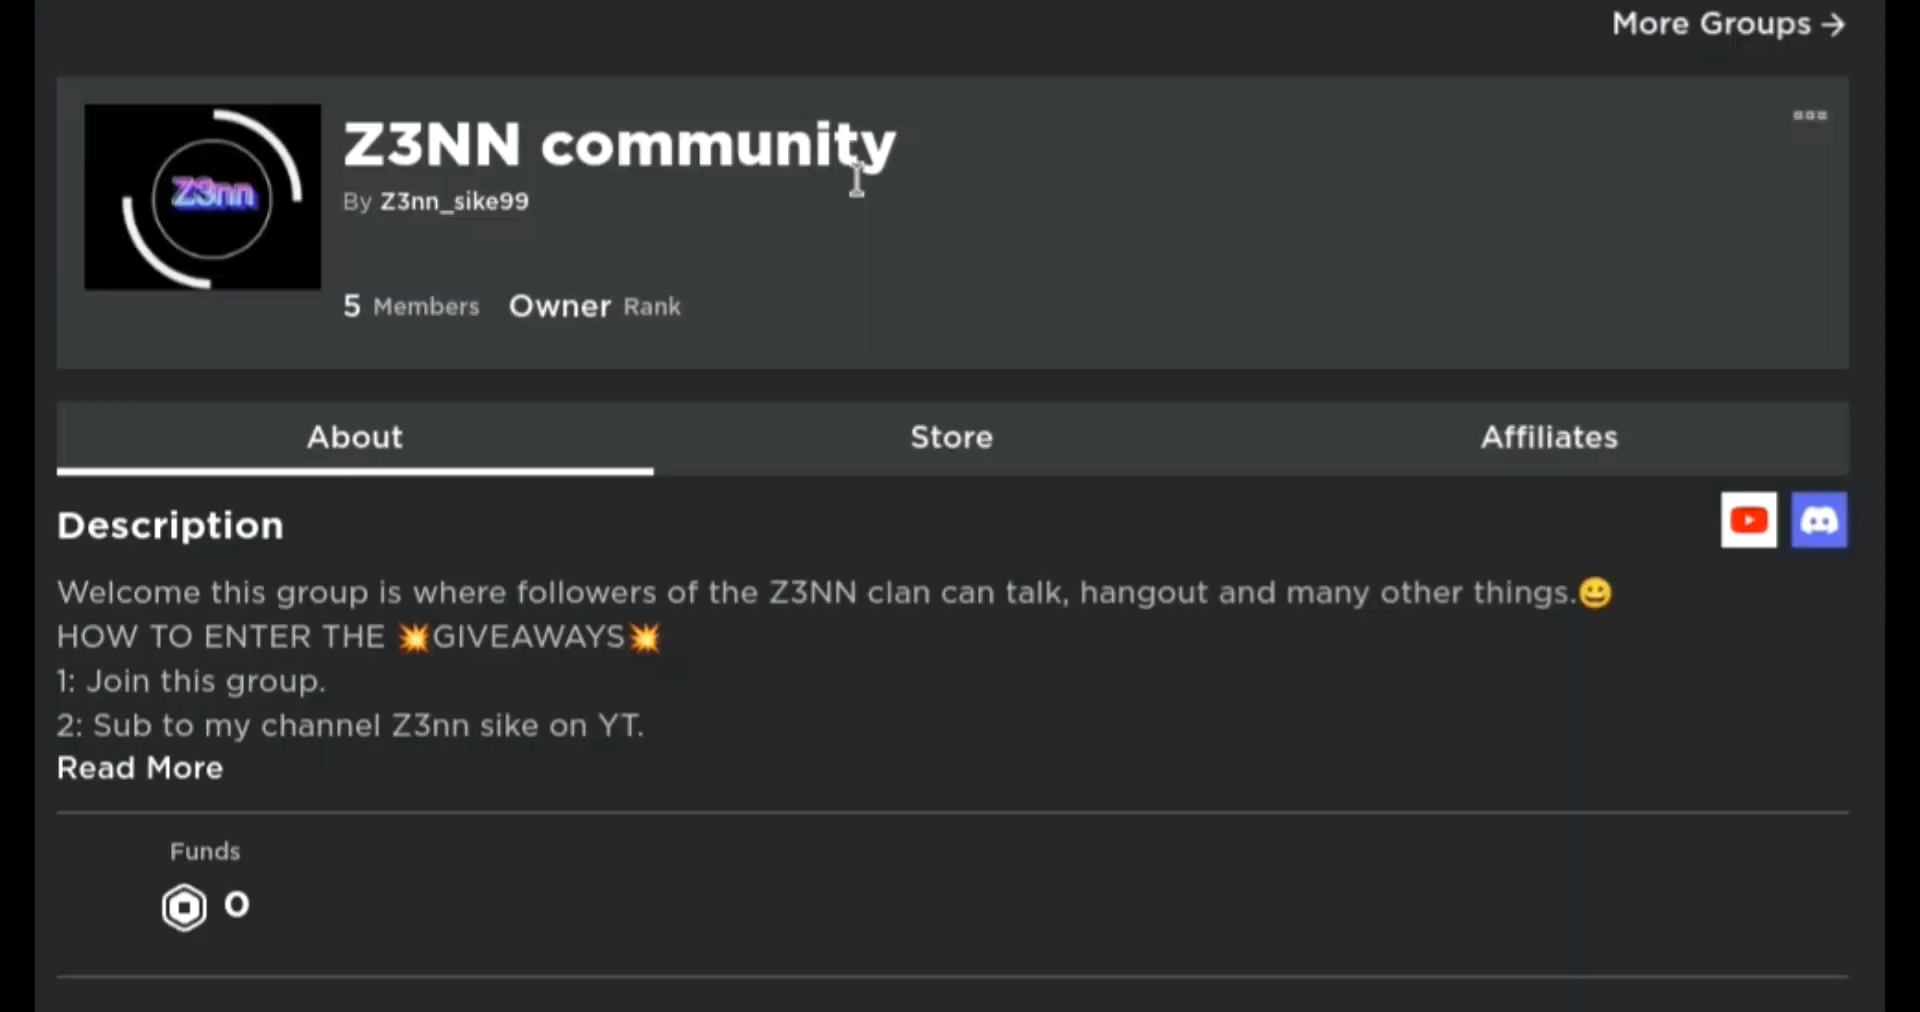 More Groups →
Z3nn
Z3NN community
By Z3nn_sike99
5 Members Owner Rank
About Store Affiliates
Description
Welcome this group is where followers of the Z3NN clan can talk, hangout and many other things.😀
HOW TO ENTER THE 💥GIVEAWAYS💥
1: Join this group.
2: Sub to my channel Z3nn sike on YT.
Read More
Funds
0